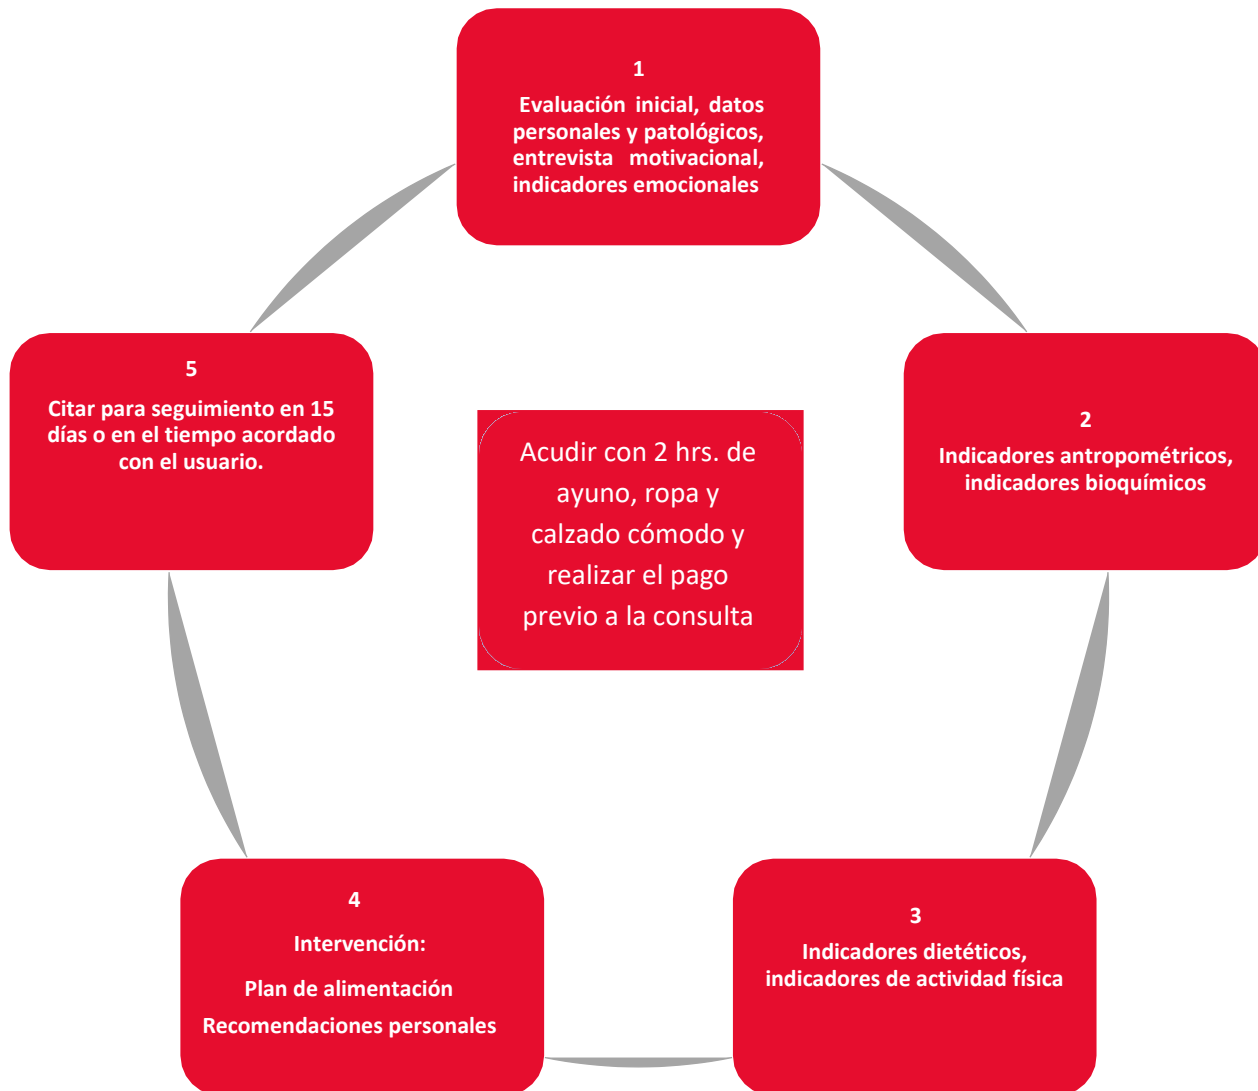 1
Evaluación inicial, datos
personales y patológicos,
entrevista motivacional,
indicadores emocionales
2
Indicadores antropométricos,
indicadores bioquímicos
3
Indicadores dietéticos,
indicadores de actividad física
4
Intervención:
Plan de alimentación
Recomendaciones personales
5
Citar para seguimiento en 15
días o en el tiempo acordado
con el usuario.
Acudir con 2 hrs. de
ayuno, ropa y
calzado cómodo y
realizar el pago
previo a la consulta